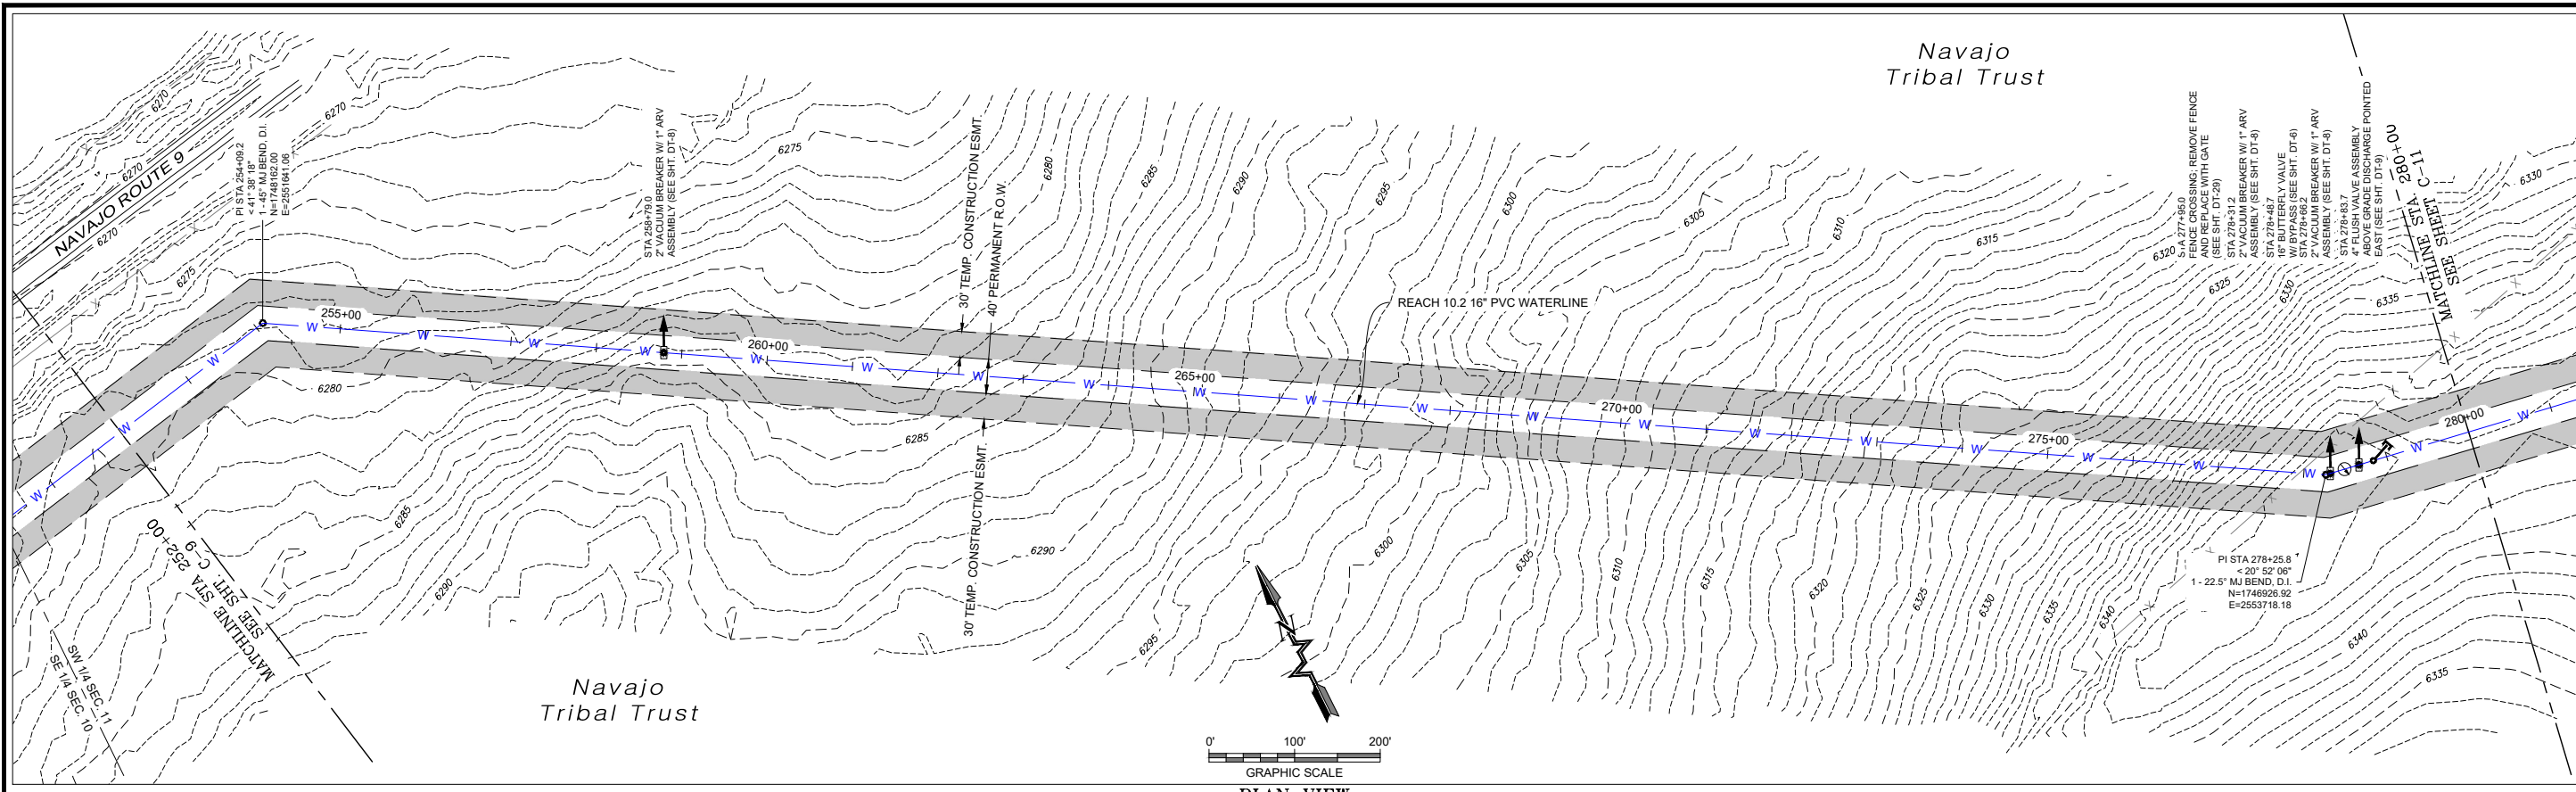 Navajo
Tribal Trust
NAVAJO ROUTE 9
6270
6270
6270
6270
6270
6275
PI STA 254+09.2
< 41° 38' 18"
1 - 45° MJ BEND, D.I.
N=1748162.00
E=2551641.06
STA 258+79.0
2" VACUUM BREAKER W/ 1" ARV
ASSEMBLY (SEE SHT. DT-8)
6275
30' TEMP. CONSTRUCTION ESMT.
40' PERMANENT R.O.W.
6280
6285
6290
6295
6300
6305
6310
6315
6320
6325
6330
6335
6330
STA 277+95.0
FENCE CROSSING; REMOVE FENCE
AND REPLACE WITH GATE
(SEE SHT. DT-29)
STA 278+31.2
2" VACUUM BREAKER W/ 1" ARV
ASSEMBLY (SEE SHT. DT-8)
STA 278+48.7
16" BUTTERFLY VALVE
W/ BYPASS (SEE SHT. DT-6)
STA 278+66.2
2" VACUUM BREAKER W/ 1" ARV
ASSEMBLY (SEE SHT. DT-8)
STA 278+83.7
4" FLUSH VALVE ASSEMBLY
ABOVE GRADE DISCHARGE POINTED
EAST (SEE SHT. DT-9)
MATCHLINE STA 280+00
SEE SHEET C-11
REACH 10.2 16" PVC WATERLINE
255+00
260+00
265+00
270+00
275+00
280+00
W W W W W W W W W W W W W W W W W W W W W W W W
6280
6285
6285
6290
6290
6295
6300
6305
6310
6315
6320
6325
6330
6335
6340
6340
6335
30' TEMP. CONSTRUCTION ESMT.
MATCHLINE STA 252+00
SEE SHT. C-9
SW 1/4 SEC. 11
SE 1/4 SEC. 10
Navajo
Tribal Trust
PI STA 278+25.8
< 20° 52' 06"
1 - 22.5° MJ BEND, D.I.
N=1746926.92
E=2553718.18
N
0' 100' 200'
GRAPHIC SCALE
PLAN VIEW